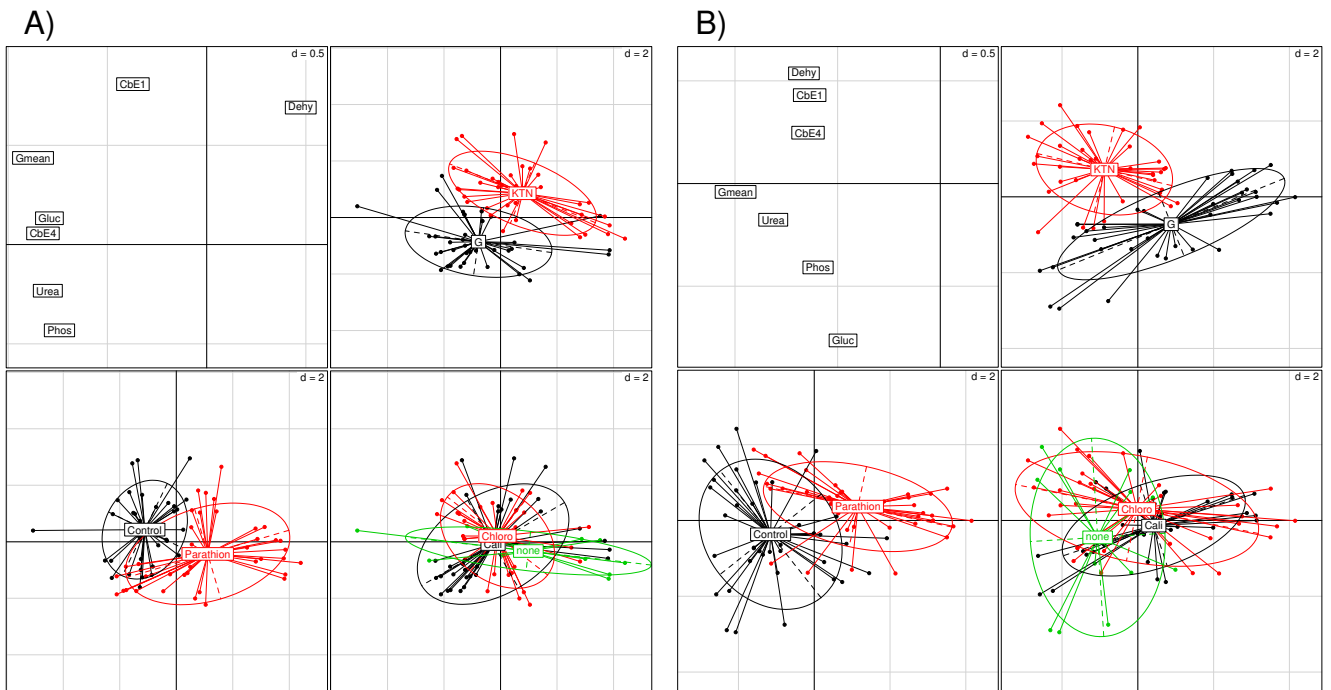 A)
B)
d = 0.5
CbE1
Dehy
Gmean
Gluc
CbE4
Urea
Phos
d = 2
KTN
G
d = 0.5
Dehy
CbE1
CbE4
Gmean
Urea
Phos
Gluc
d = 2
KTN
G
d = 2
Control
Parathion
d = 2
Chloro
Cali
none
d = 2
Parathion
Control
d = 2
Chloro
Cali
none